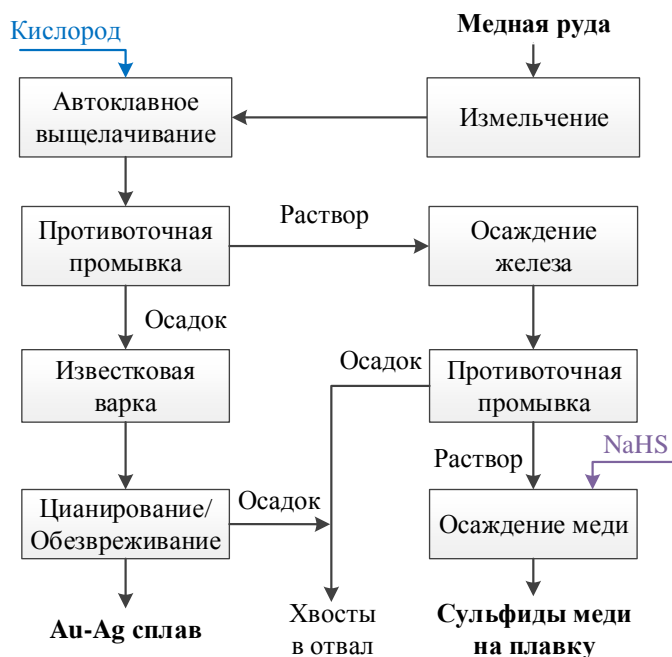 Кислород
Медная руда
Автоклавное
выщелачивание
Измельчение
Противоточная
промывка
Раствор
Осаждение
железа
Осадок
Известковая
варка
Осадок
Противоточная
промывка
Раствор
NaHS
Цианирование/
Обезвреживание
Осадок
Осаждение меди
Au-Ag сплав
Хвосты
в отвал
Сульфиды меди
на плавку